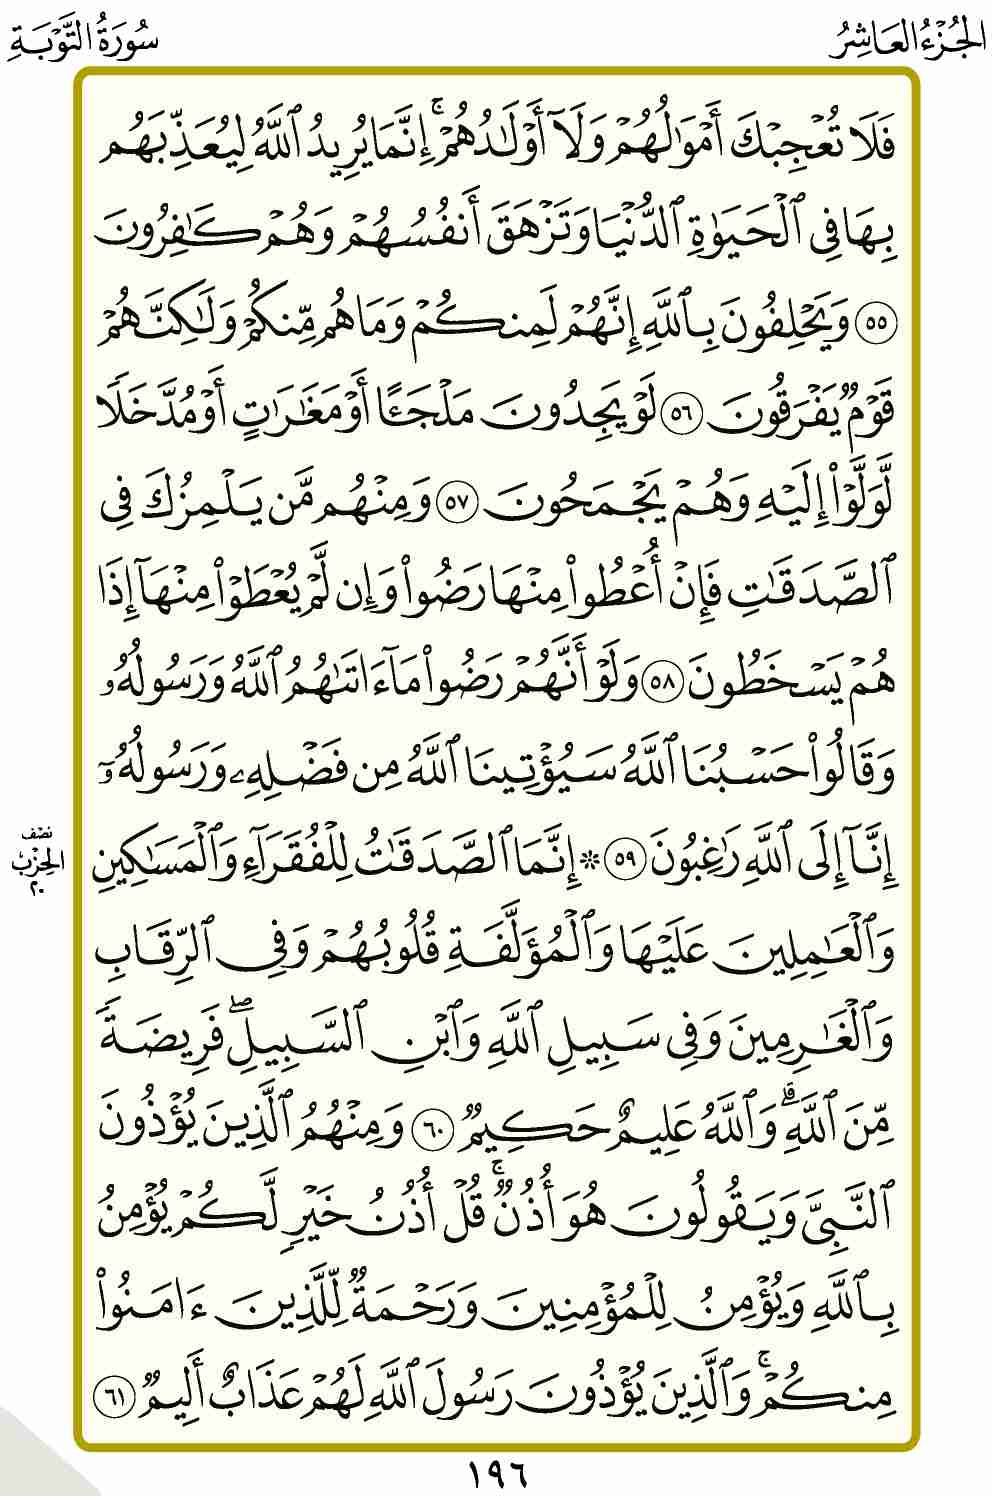 الجُزْءُ العَاشِرُ
سُورَةُ التَّوْبَةِ
فَلَا تُعْجِبْكَ أَمْوَٰلُهُمْ وَلَآ أَوْلَٰدُهُمْ ۚ إِنَّمَا يُرِيدُ ٱللَّهُ لِيُعَذِّبَهُم
بِهَا فِى ٱلْحَيَوٰةِ ٱلدُّنْيَا وَتَزْهَقَ أَنفُسُهُمْ وَهُمْ كَٰفِرُونَ
٥٥ وَيَحْلِفُونَ بِٱللَّهِ إِنَّهُمْ لَمِنكُمْ وَمَا هُم مِّنكُمْ وَلَٰكِنَّهُمْ
قَوْمٌ يَفْرَقُونَ ٥٦ لَوْ يَجِدُونَ مَلْجَـًٔا أَوْ مَغَٰرَٰتٍ أَوْ مُدَّخَلًا
لَّوَلَّوْا۟ إِلَيْهِ وَهُمْ يَجْمَحُونَ ٥٧ وَمِنْهُم مَّن يَلْمِزُكَ فِى
ٱلصَّدَقَٰتِ فَإِنْ أُعْطُوا۟ مِنْهَا رَضُوا۟ وَإِن لَّمْ يُعْطَوْا۟ مِنْهَآ إِذَا
هُمْ يَسْخَطُونَ ٥٨ وَلَوْ أَنَّهُمْ رَضُوا۟ مَآ ءَاتَىٰهُمُ ٱللَّهُ وَرَسُولُهُۥ
وَقَالُوا۟ حَسْبُنَا ٱللَّهُ سَيُؤْتِينَا ٱللَّهُ مِن فَضْلِهِۦ وَرَسُولُهُۥٓ
إِنَّآ إِلَى ٱللَّهِ رَٰغِبُونَ ٥٩ ۞ إِنَّمَا ٱلصَّدَقَٰتُ لِلْفُقَرَآءِ وَٱلْمَسَٰكِينِ
نصف
الحزب
٢٠
وَٱلْعَٰمِلِينَ عَلَيْهَا وَٱلْمُؤَلَّفَةِ قُلُوبُهُمْ وَفِى ٱلرِّقَابِ
وَٱلْغَٰرِمِينَ وَفِى سَبِيلِ ٱللَّهِ وَٱبْنِ ٱلسَّبِيلِ ۖ فَرِيضَةً
مِّنَ ٱللَّهِ ۗ وَٱللَّهُ عَلِيمٌ حَكِيمٌ ٦٠ وَمِنْهُمُ ٱلَّذِينَ يُؤْذُونَ
ٱلنَّبِىَّ وَيَقُولُونَ هُوَ أُذُنٌ ۚ قُلْ أُذُنُ خَيْرٍ لَّكُمْ يُؤْمِنُ
بِٱللَّهِ وَيُؤْمِنُ لِلْمُؤْمِنِينَ وَرَحْمَةٌ لِّلَّذِينَ ءَامَنُوا۟
مِنكُمْ ۚ وَٱلَّذِينَ يُؤْذُونَ رَسُولَ ٱللَّهِ لَهُمْ عَذَابٌ أَلِيمٌ ٦١
١٩٦